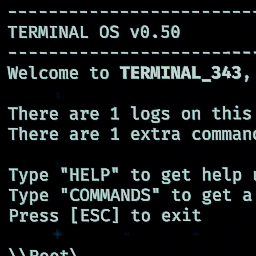 ------------------------
TERMINAL OS v0.50
------------------------
Welcome to TERMINAL_343,
There are 1 logs on this
There are 1 extra comman
Type "HELP" to get help
Type "COMMANDS" to get a
Press [ESC] to exit
\\Root\